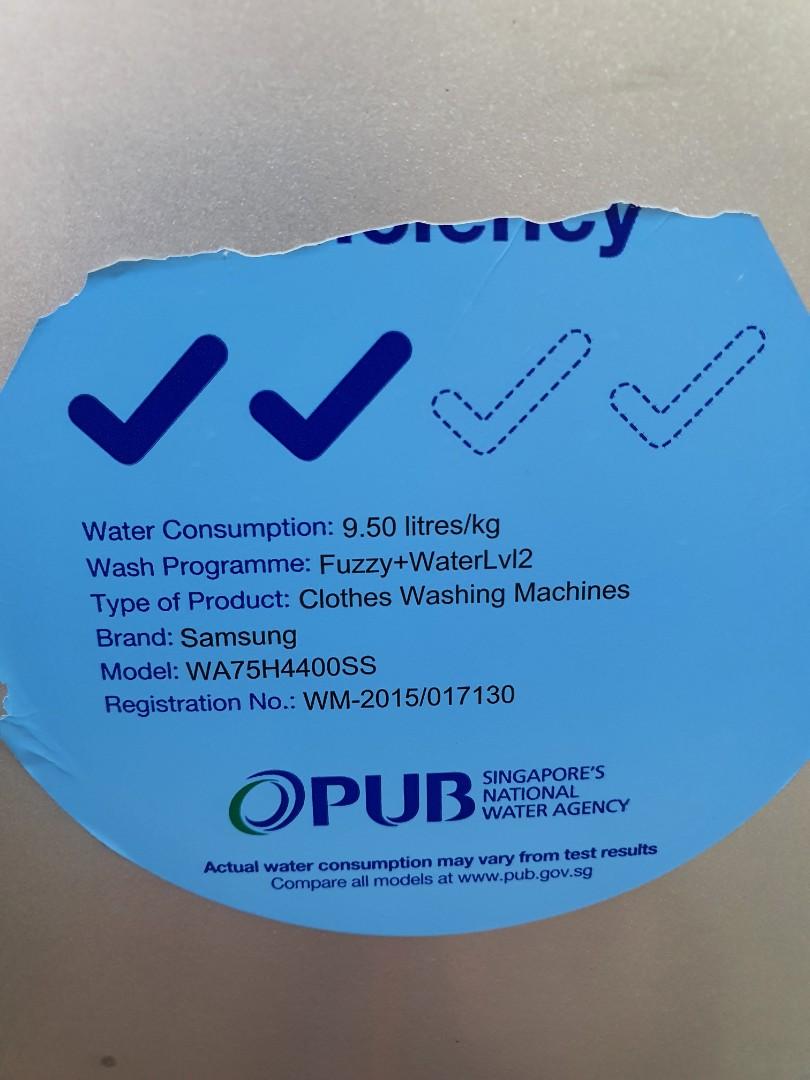 Water Consumption: 9.50 litres/kg
Wash Programme: Fuzzy+WaterLvl2
Type of Product: Clothes Washing Machines
Brand: Samsung
Model: WA75H4400SS
Registration No.: WM-2015/017130
PUB SINGAPORE'S
NATIONAL
WATER AGENCY
Actual water consumption may vary from test results
Compare all models at www.pub.gov.sg